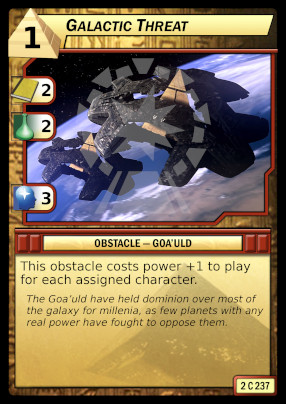 1
GALACTIC THREAT
2
2
3
OBSTACLE — GOA'ULD
This obstacle costs power +1 to play
for each assigned character.
The Goa'uld have held dominion over most of
the galaxy for millenia, as few planets with any
real power have fought to oppose them.
2 C 237